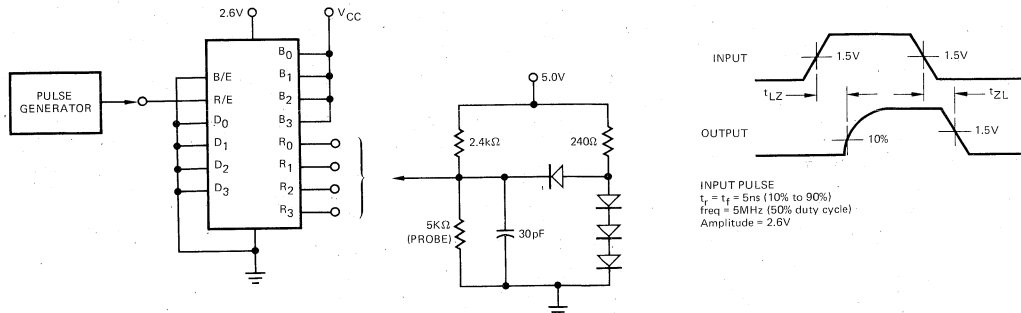 2.6V
VCC
PULSE
GENERATOR
B/E
R/E
D0
D1
D2
D3
B0
B1
B2
B3
R0
R1
R2
R3
5.0V
2.4kΩ
240Ω
5KΩ
(PROBE)
30pF
INPUT
1.5V
1.5V
tLZ
tZL
OUTPUT
10%
1.5V
INPUT PULSE
tr = tf = 5ns (10% to 90%)
freq = 5MHz (50% duty cycle)
Amplitude = 2.6V